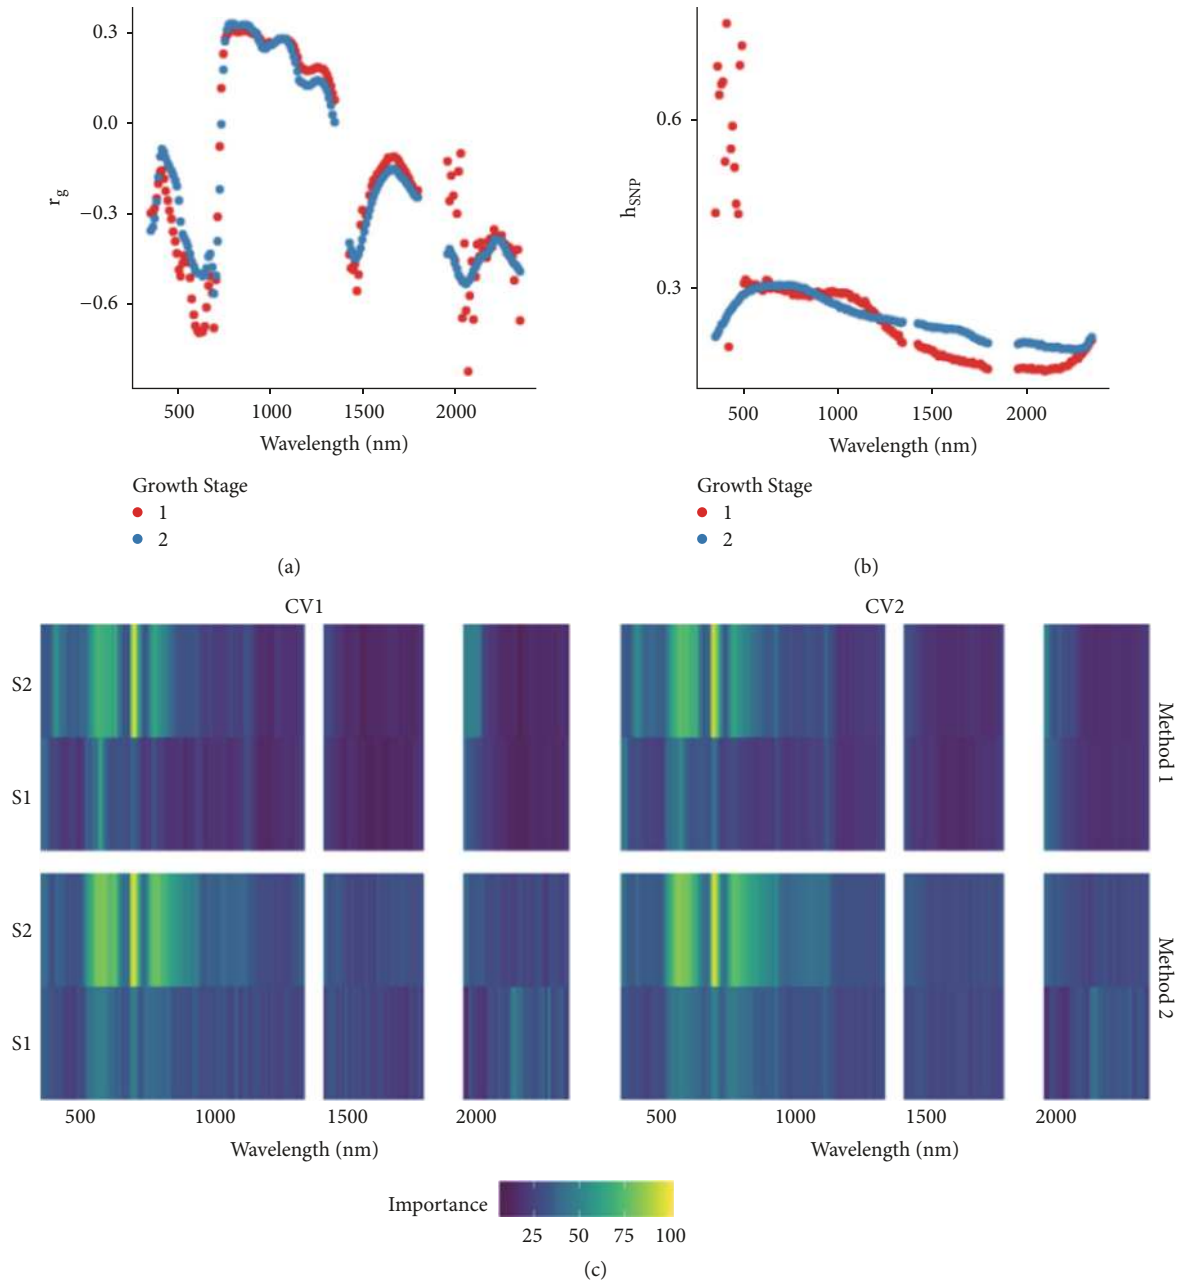 0.3
0.0
−0.3
−0.6
r_g
500 1000 1500 2000
Wavelength (nm)
Growth Stage
1
2
(a)
0.6
0.3
h_SNP
500 1000 1500 2000
Wavelength (nm)
Growth Stage
1
2
(b)
CV1 CV2
S2
S1
Method 1
S2
S1
Method 2
500 1000 1500 2000
Wavelength (nm)
500 1000 1500 2000
Wavelength (nm)
Importance
25 50 75 100
(c)